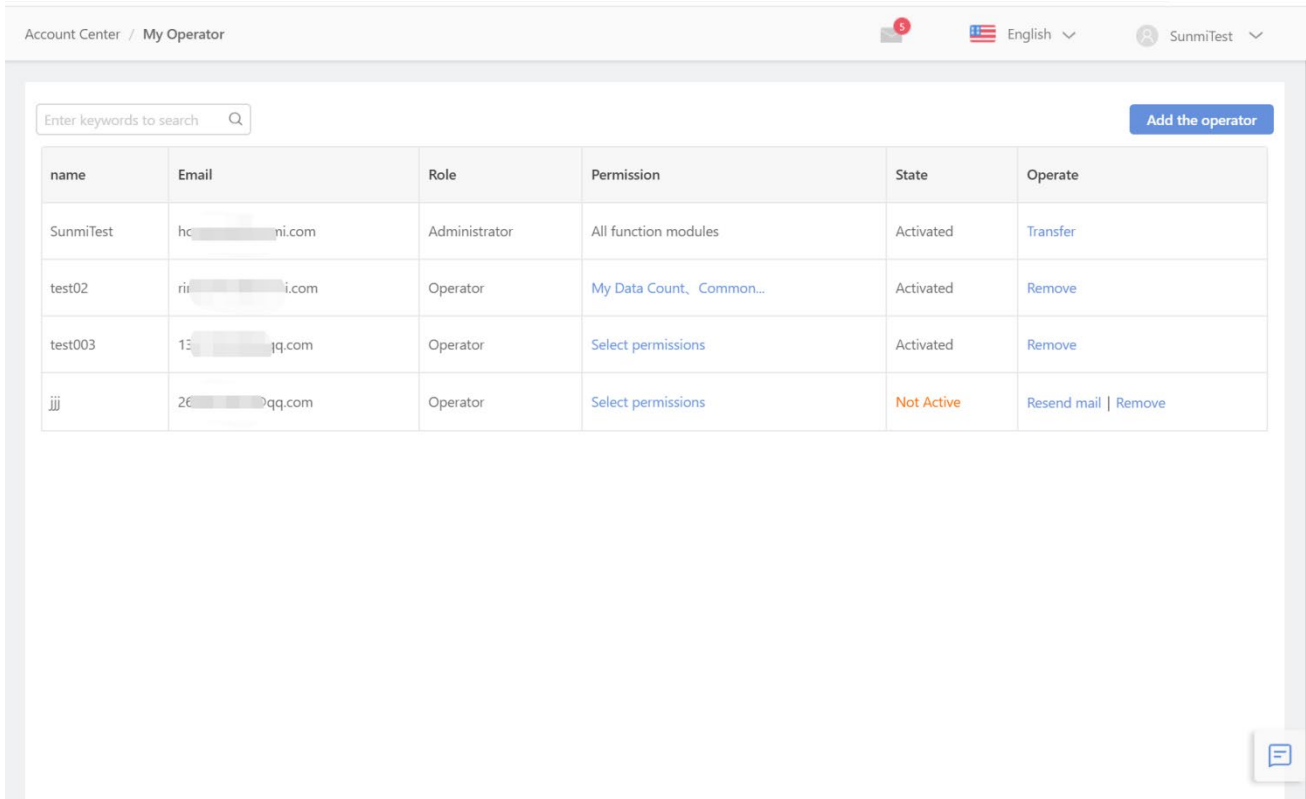 Account Center / My Operator 5 English SunmiTest
Enter keywords to search Add the operator
name Email Role Permission State Operate
SunmiTest ni.com Administrator All function modules Activated Transfer
test02 i.com Operator My Data Count、Common... Activated Remove
test003 13 qq.com Operator Select permissions Activated Remove
jjj 26 qq.com Operator Select permissions Not Active Resend mail | Remove